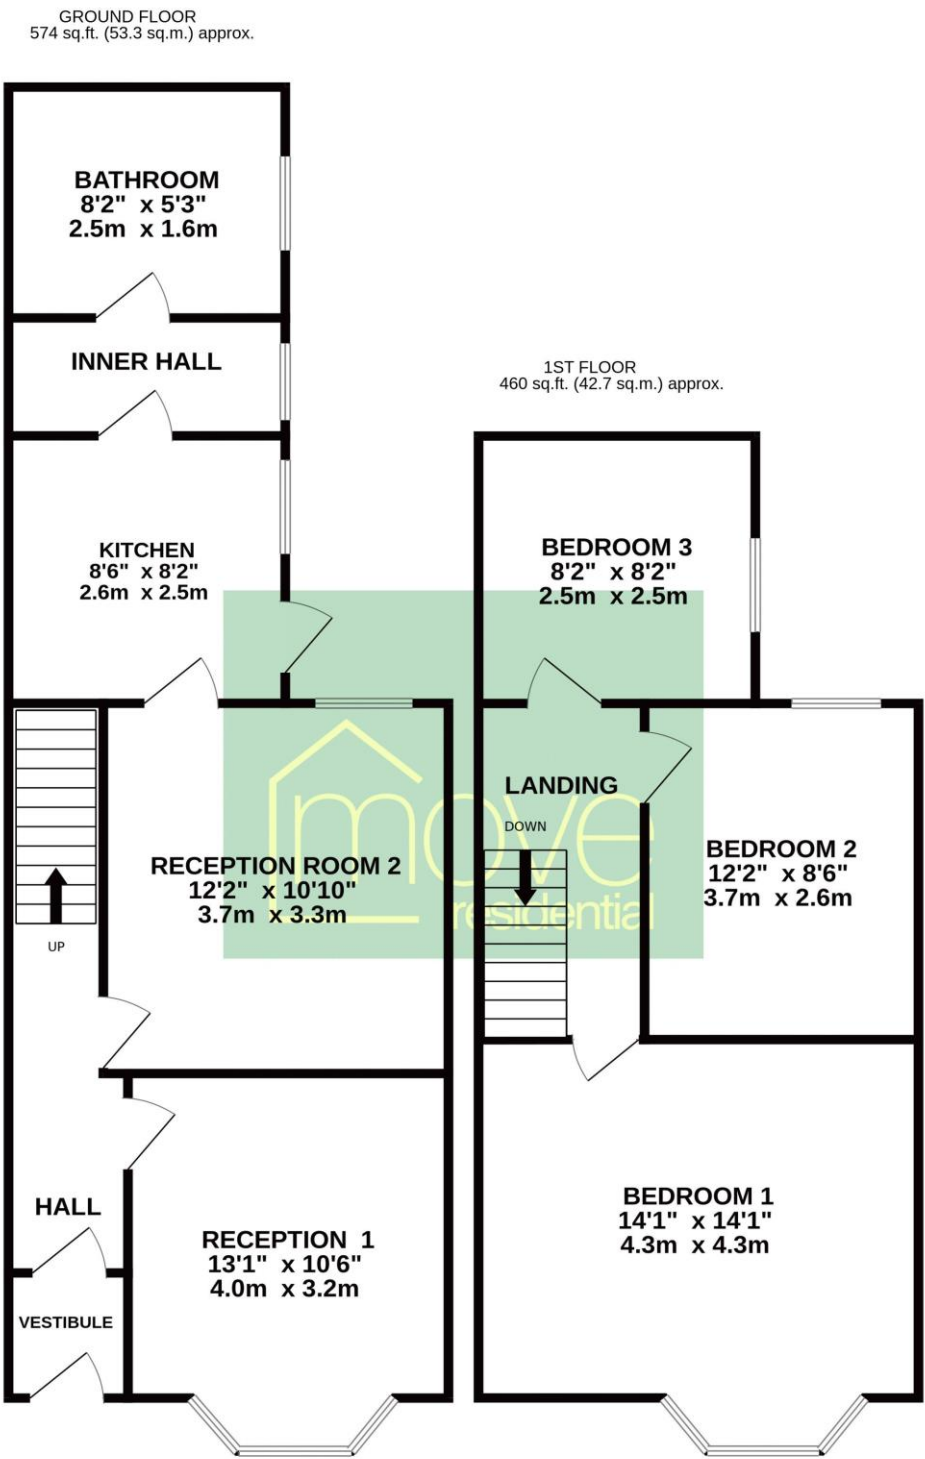 GROUND FLOOR
574 sq.ft. (53.3 sq.m.) approx.
BATHROOM
8'2" x 5'3"
2.5m x 1.6m
INNER HALL
KITCHEN
8'6" x 8'2"
2.6m x 2.5m
RECEPTION ROOM 2
12'2" x 10'10"
3.7m x 3.3m
UP
HALL
RECEPTION 1
13'1" x 10'6"
4.0m x 3.2m
VESTIBULE
1ST FLOOR
460 sq.ft. (42.7 sq.m.) approx.
BEDROOM 3
8'2" x 8'2"
2.5m x 2.5m
LANDING
DOWN
BEDROOM 2
12'2" x 8'6"
3.7m x 2.6m
BEDROOM 1
14'1" x 14'1"
4.3m x 4.3m
move
residential